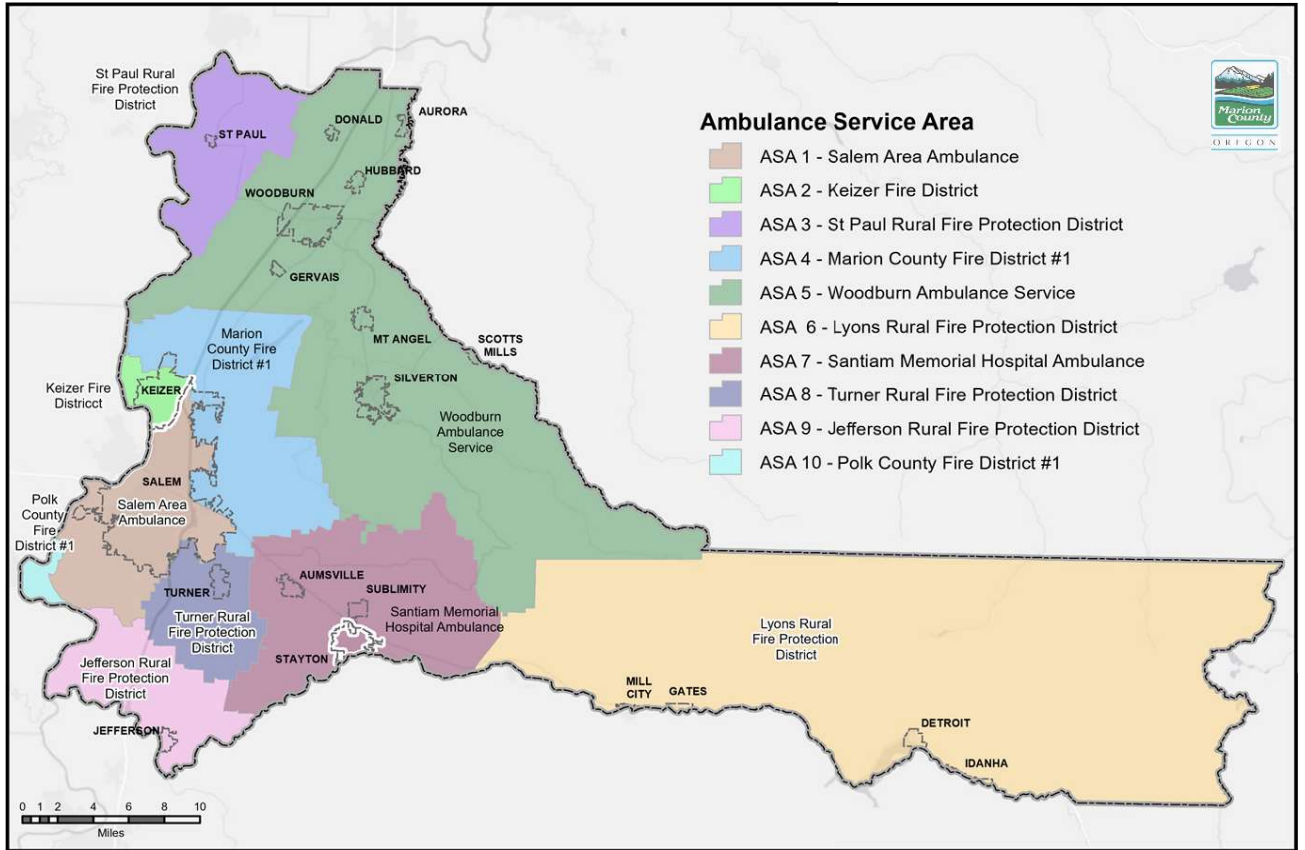 St Paul Rural
Fire Protection
District
ST PAUL
DONALD
AURORA
HUBBARD
WOODBURN
GERVAIS
MT ANGEL
SCOTTS
MILLS
SILVERTON
Woodburn
Ambulance
Service
Marion
County Fire
District #1
Keizer Fire
Districct
KEIZER
SALEM
Salem Area
Ambulance
Polk
County
Fire
District #1
TURNER
Turner Rural
Fire Protection
District
AUMSVILLE
SUBLIMITY
Santiam Memorial
Hospital Ambulance
STAYTON
Jefferson Rural
Fire Protection
District
JEFFERSON
Lyons Rural
Fire Protection
District
MILL
CITY
GATES
DETROIT
IDANHA
Ambulance Service Area
ASA 1 - Salem Area Ambulance
ASA 2 - Keizer Fire District
ASA 3 - St Paul Rural Fire Protection District
ASA 4 - Marion County Fire District #1
ASA 5 - Woodburn Ambulance Service
ASA 6 - Lyons Rural Fire Protection District
ASA 7 - Santiam Memorial Hospital Ambulance
ASA 8 - Turner Rural Fire Protection District
ASA 9 - Jefferson Rural Fire Protection District
ASA 10 - Polk County Fire District #1
Marion
County
OREGON
0 1 2 4 6 8 10
Miles